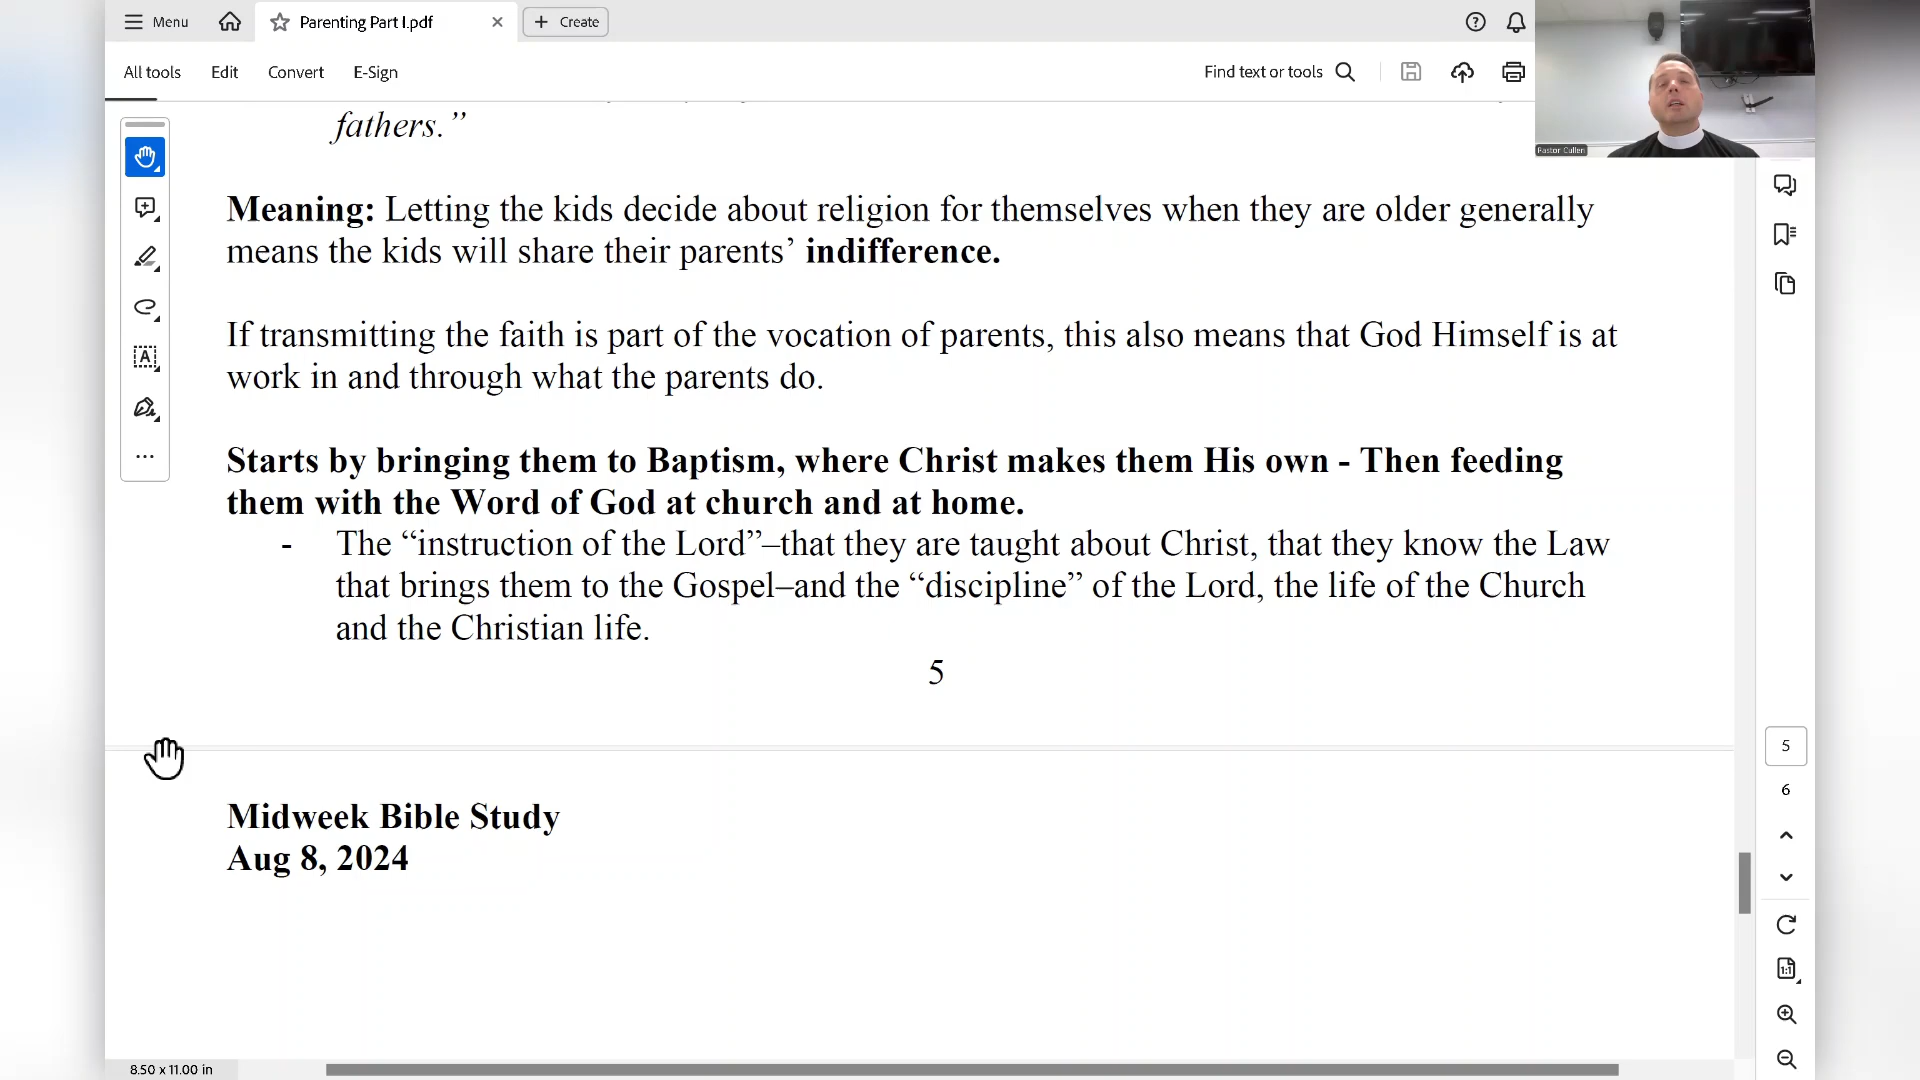 Menu
Parenting Part I.pdf
Create
All tools
Edit
Convert
E-Sign
Find text or tools
Pastor Cullen
fathers.”
Meaning: Letting the kids decide about religion for themselves when they are older generally
means the kids will share their parents’ indifference.
If transmitting the faith is part of the vocation of parents, this also means that God Himself is at
work in and through what the parents do.
Starts by bringing them to Baptism, where Christ makes them His own - Then feeding
them with the Word of God at church and at home.
- The “instruction of the Lord”–that they are taught about Christ, that they know the Law
that brings them to the Gospel–and the “discipline” of the Lord, the life of the Church
and the Christian life.
5
5
6
Midweek Bible Study
Aug 8, 2024
8.50 x 11.00 in